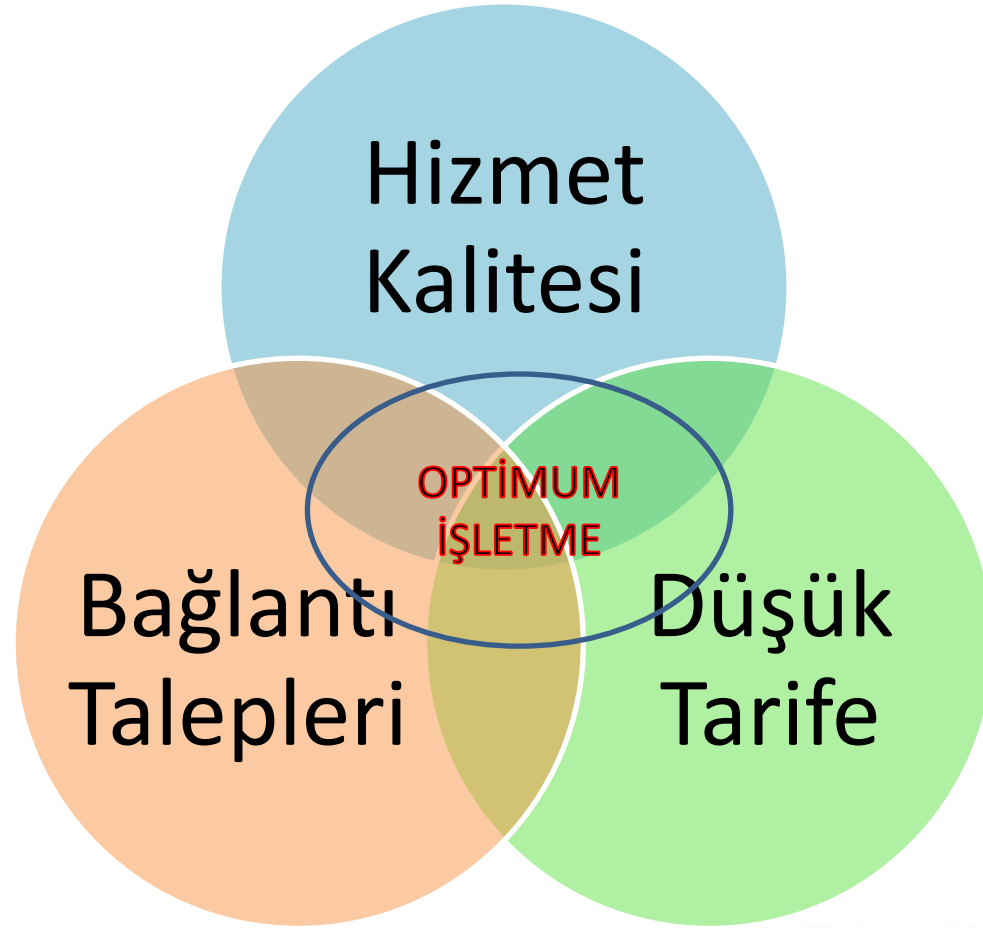 Hizmet
Kalitesi
OPTİMUM
İŞLETME
Bağlantı
Talepleri
Düşük
Tarife